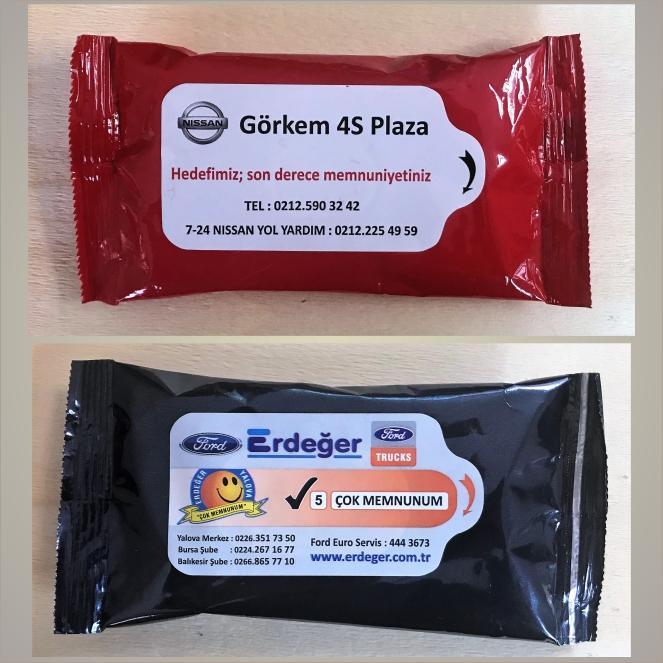 NISSAN Görkem 4S Plaza
Hedefimiz; son derece memnuniyetiniz
TEL : 0212.590 32 42
7-24 NISSAN YOL YARDIM : 0212.225 49 59
Ford Erdeğer Ford TRUCKS
ERDEĞER YALOVA
"ÇOK MEMNUNUM"
5 ÇOK MEMNUNUM
Yalova Merkez : 0226.351 73 50
Bursa Şube : 0224.267 16 77
Balıkesir Şube : 0266.865 77 10
Ford Euro Servis : 444 3673
www.erdeger.com.tr